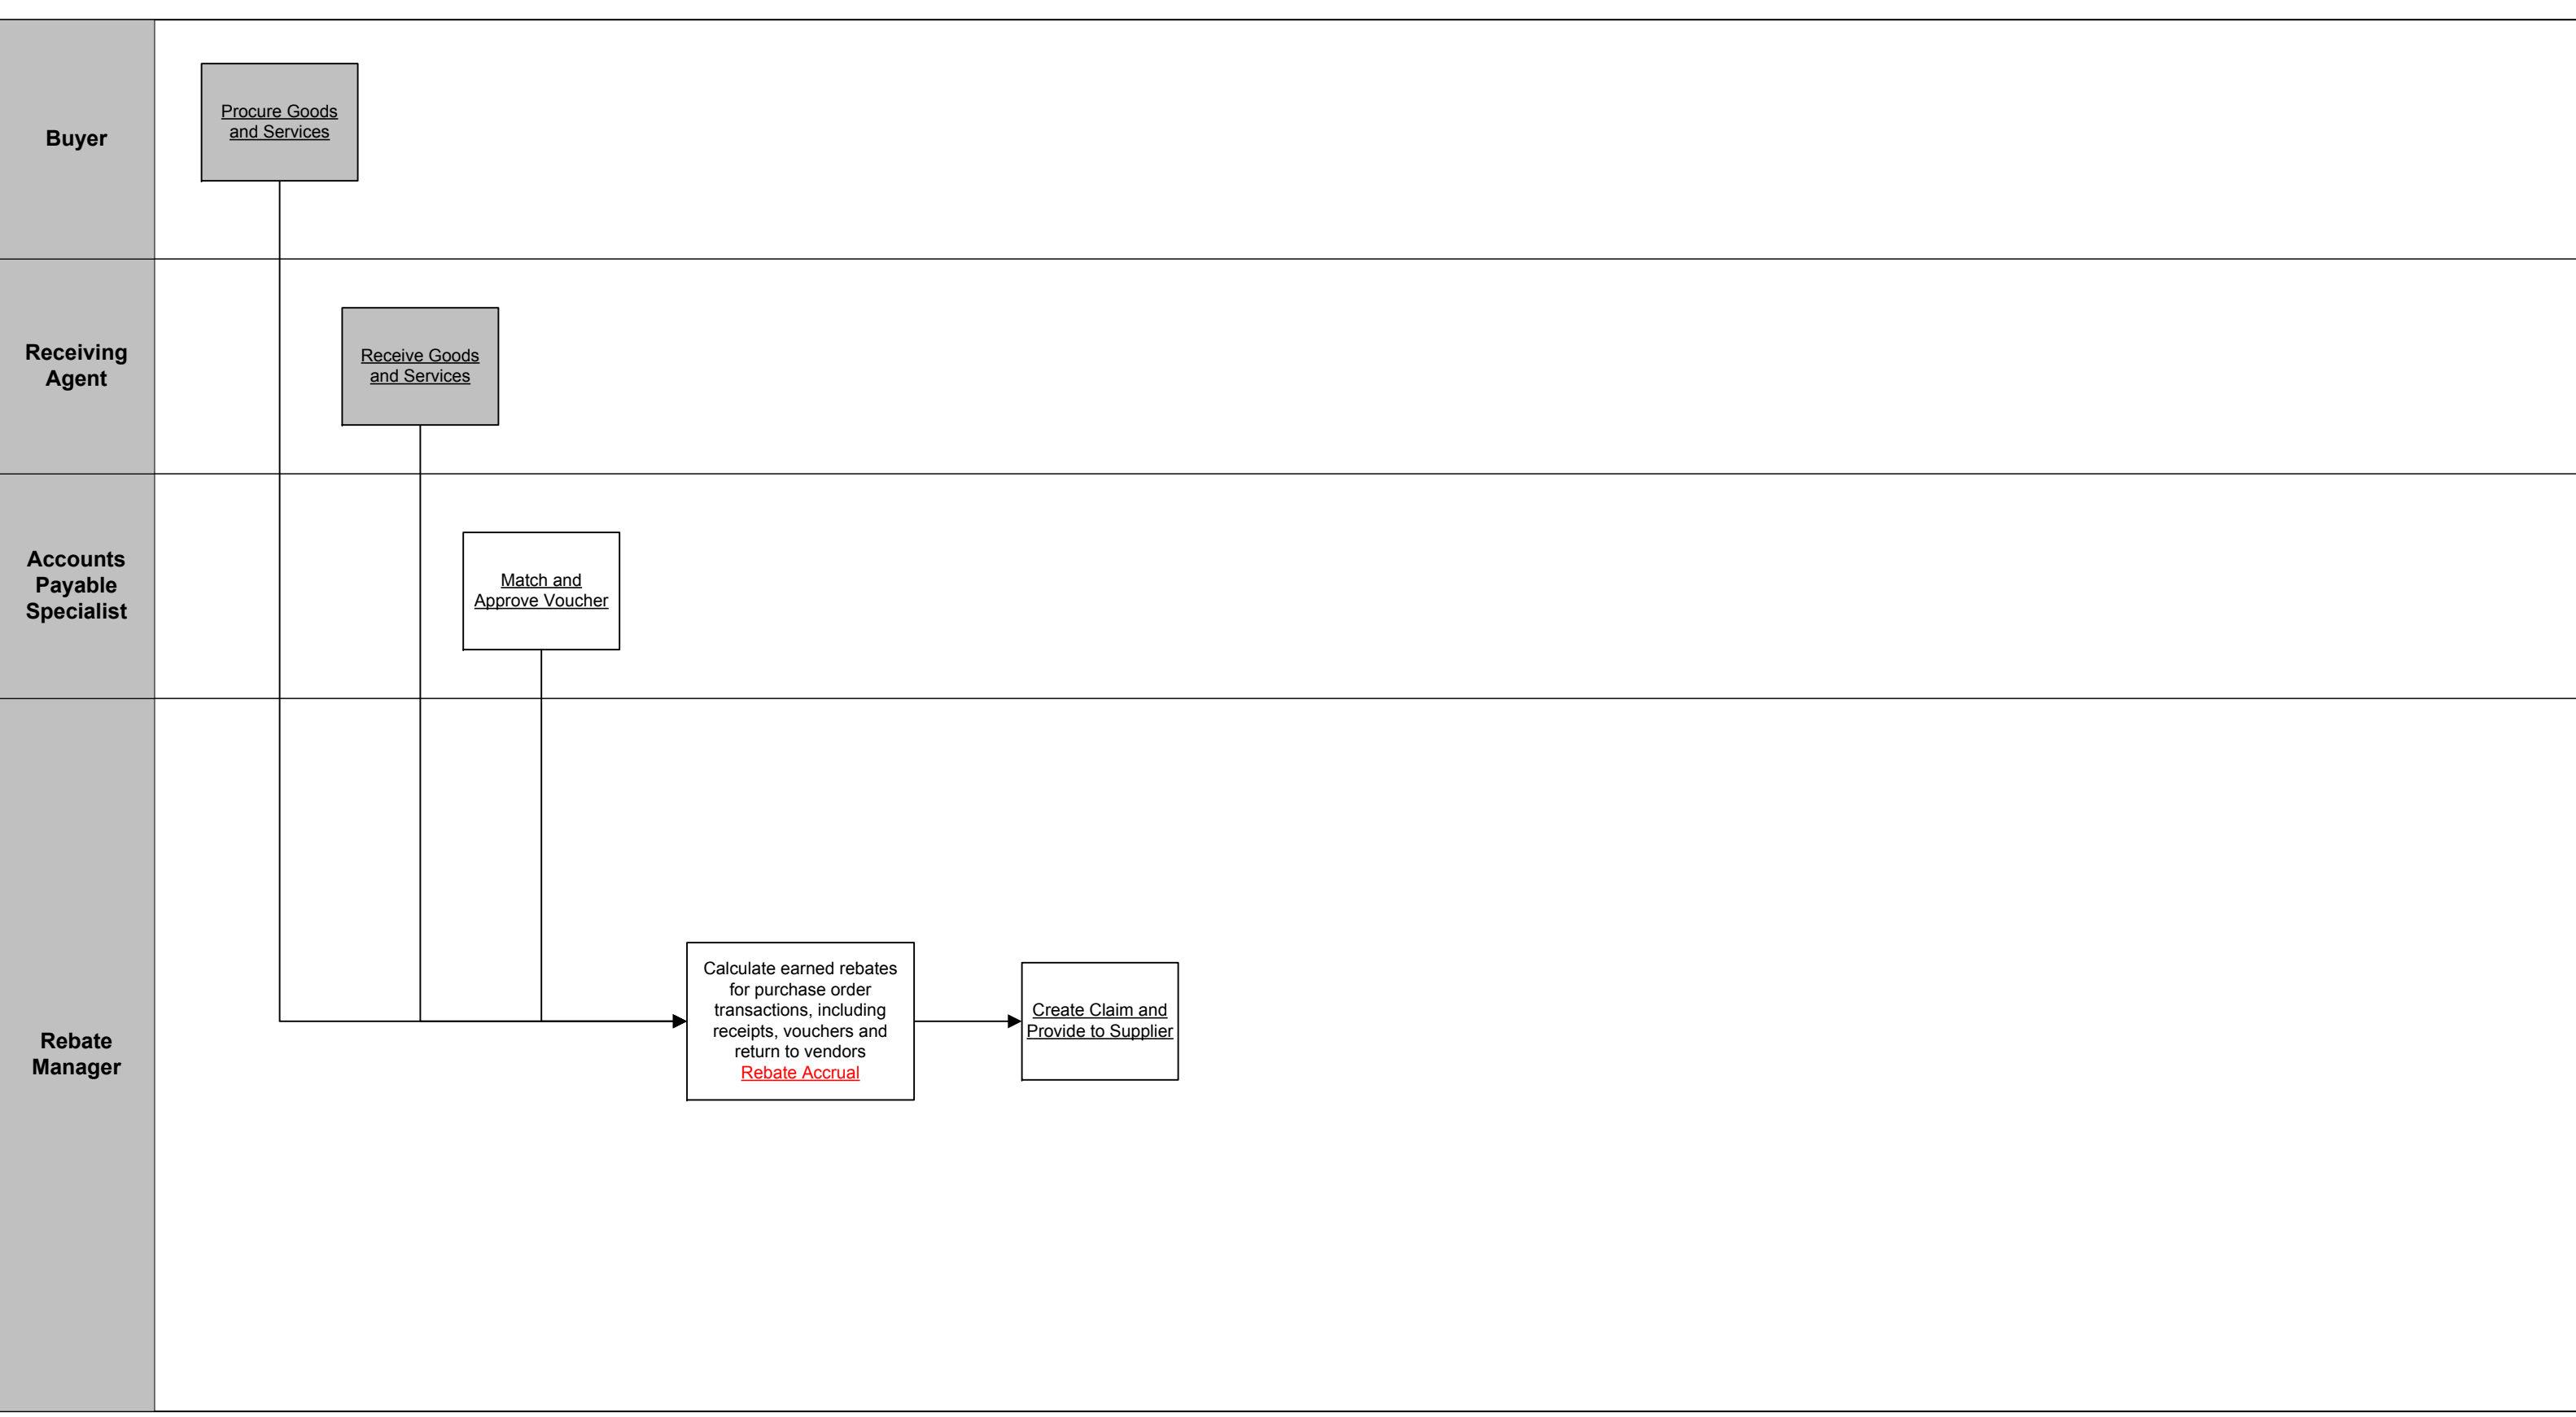 Buyer
Procure Goods
and Services
Receiving
Agent
Receive Goods
and Services
Accounts
Payable
Specialist
Match and
Approve Voucher
Rebate
Manager
Calculate earned rebates
for purchase order
transactions, including
receipts, vouchers and
return to vendors
Rebate Accrual
Create Claim and
Provide to Supplier